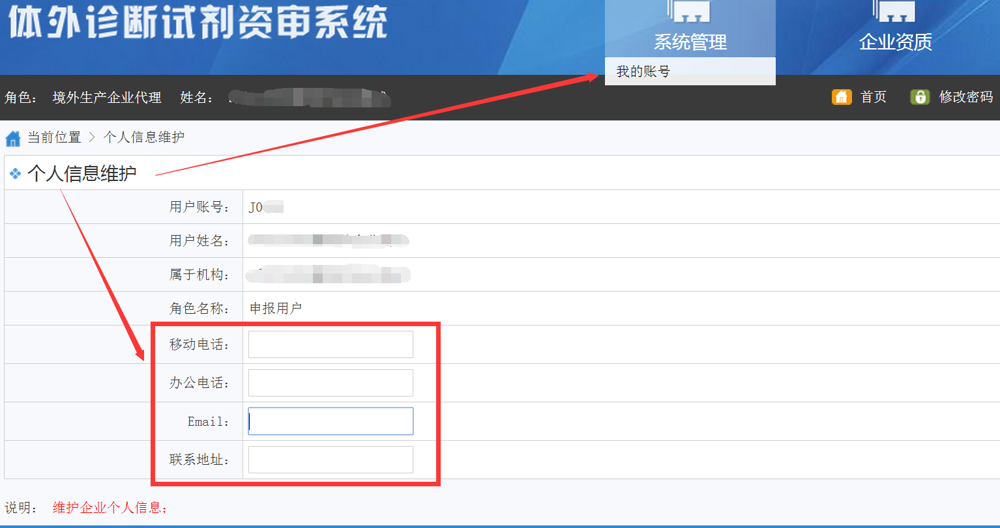 体外诊断试剂资审系统
系统管理
企业资质
我的账号
角色： 境外生产企业代理 姓名：
首页
修改密码
当前位置 > 个人信息维护
个人信息维护
用户账号： J0
用户姓名：
属于机构：
角色名称： 申报用户
移动电话：
办公电话：
Email：
联系地址：
说明： 维护企业个人信息;